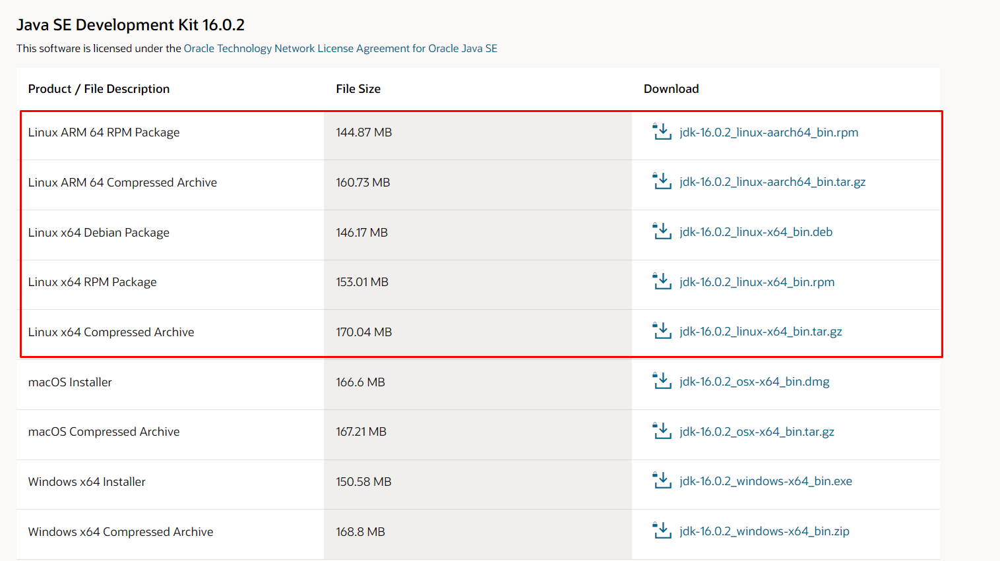 Java SE Development Kit 16.0.2
This software is licensed under the Oracle Technology Network License Agreement for Oracle Java SE
Product / File Description File Size Download
Linux ARM 64 RPM Package 144.87 MB jdk-16.0.2_linux-aarch64_bin.rpm
Linux ARM 64 Compressed Archive 160.73 MB jdk-16.0.2_linux-aarch64_bin.tar.gz
Linux x64 Debian Package 146.17 MB jdk-16.0.2_linux-x64_bin.deb
Linux x64 RPM Package 153.01 MB jdk-16.0.2_linux-x64_bin.rpm
Linux x64 Compressed Archive 170.04 MB jdk-16.0.2_linux-x64_bin.tar.gz
macOS Installer 166.6 MB jdk-16.0.2_osx-x64_bin.dmg
macOS Compressed Archive 167.21 MB jdk-16.0.2_osx-x64_bin.tar.gz
Windows x64 Installer 150.58 MB jdk-16.0.2_windows-x64_bin.exe
Windows x64 Compressed Archive 168.8 MB jdk-16.0.2_windows-x64_bin.zip